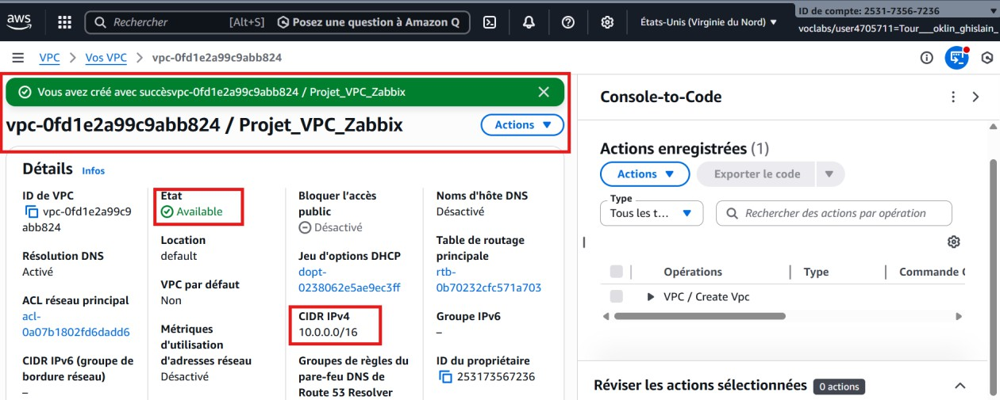 aws
Rechercher
[Alt+S]
Posez une question à Amazon Q
États-Unis (Virginie du Nord)
ID de compte: 2531-7356-7236
voclabs/user4705711=Tour___oklin_ghislain_
VPC
Vos VPC
vpc-0fd1e2a99c9abb824
Vous avez créé avec succèsvpc-0fd1e2a99c9abb824 / Projet_VPC_Zabbix
vpc-0fd1e2a99c9abb824 / Projet_VPC_Zabbix
Actions
Détails
Infos
ID de VPC
vpc-0fd1e2a99c9
abb824
Résolution DNS
Activé
ACL réseau principal
acl-
0a07b1802fd6dadd6
CIDR IPv6 (groupe de
bordure réseau)
–
État
Available
Location
default
VPC par défaut
Non
Métriques
d'utilisation
d'adresses réseau
Désactivé
Bloquer l'accès
public
Désactivé
Jeu d'options DHCP
dopt-
0238062e5ae9ec3ff
CIDR IPv4
10.0.0.0/16
Groupes de règles du
pare-feu DNS de
Route 53 Resolver
Noms d'hôte DNS
Désactivé
Table de routage
principale
rtb-
0b70232cfc571a703
Groupe IPv6
–
ID du propriétaire
253173567236
Console-to-Code
Actions enregistrées (1)
Actions
Exporter le code
Type
Tous les t...
Rechercher des actions par opération
Opérations
Type
Commande
VPC / Create Vpc
Réviser les actions sélectionnées
0 actions